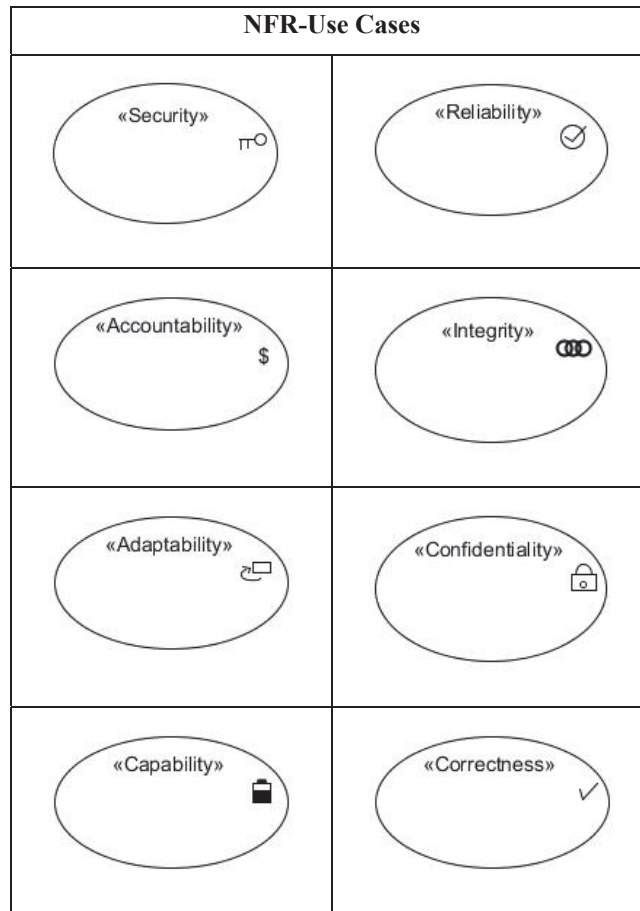 NFR-Use Cases
«Security»
«Reliability»
«Accountability»
$
«Integrity»
«Adaptability»
«Confidentiality»
«Capability»
«Correctness»